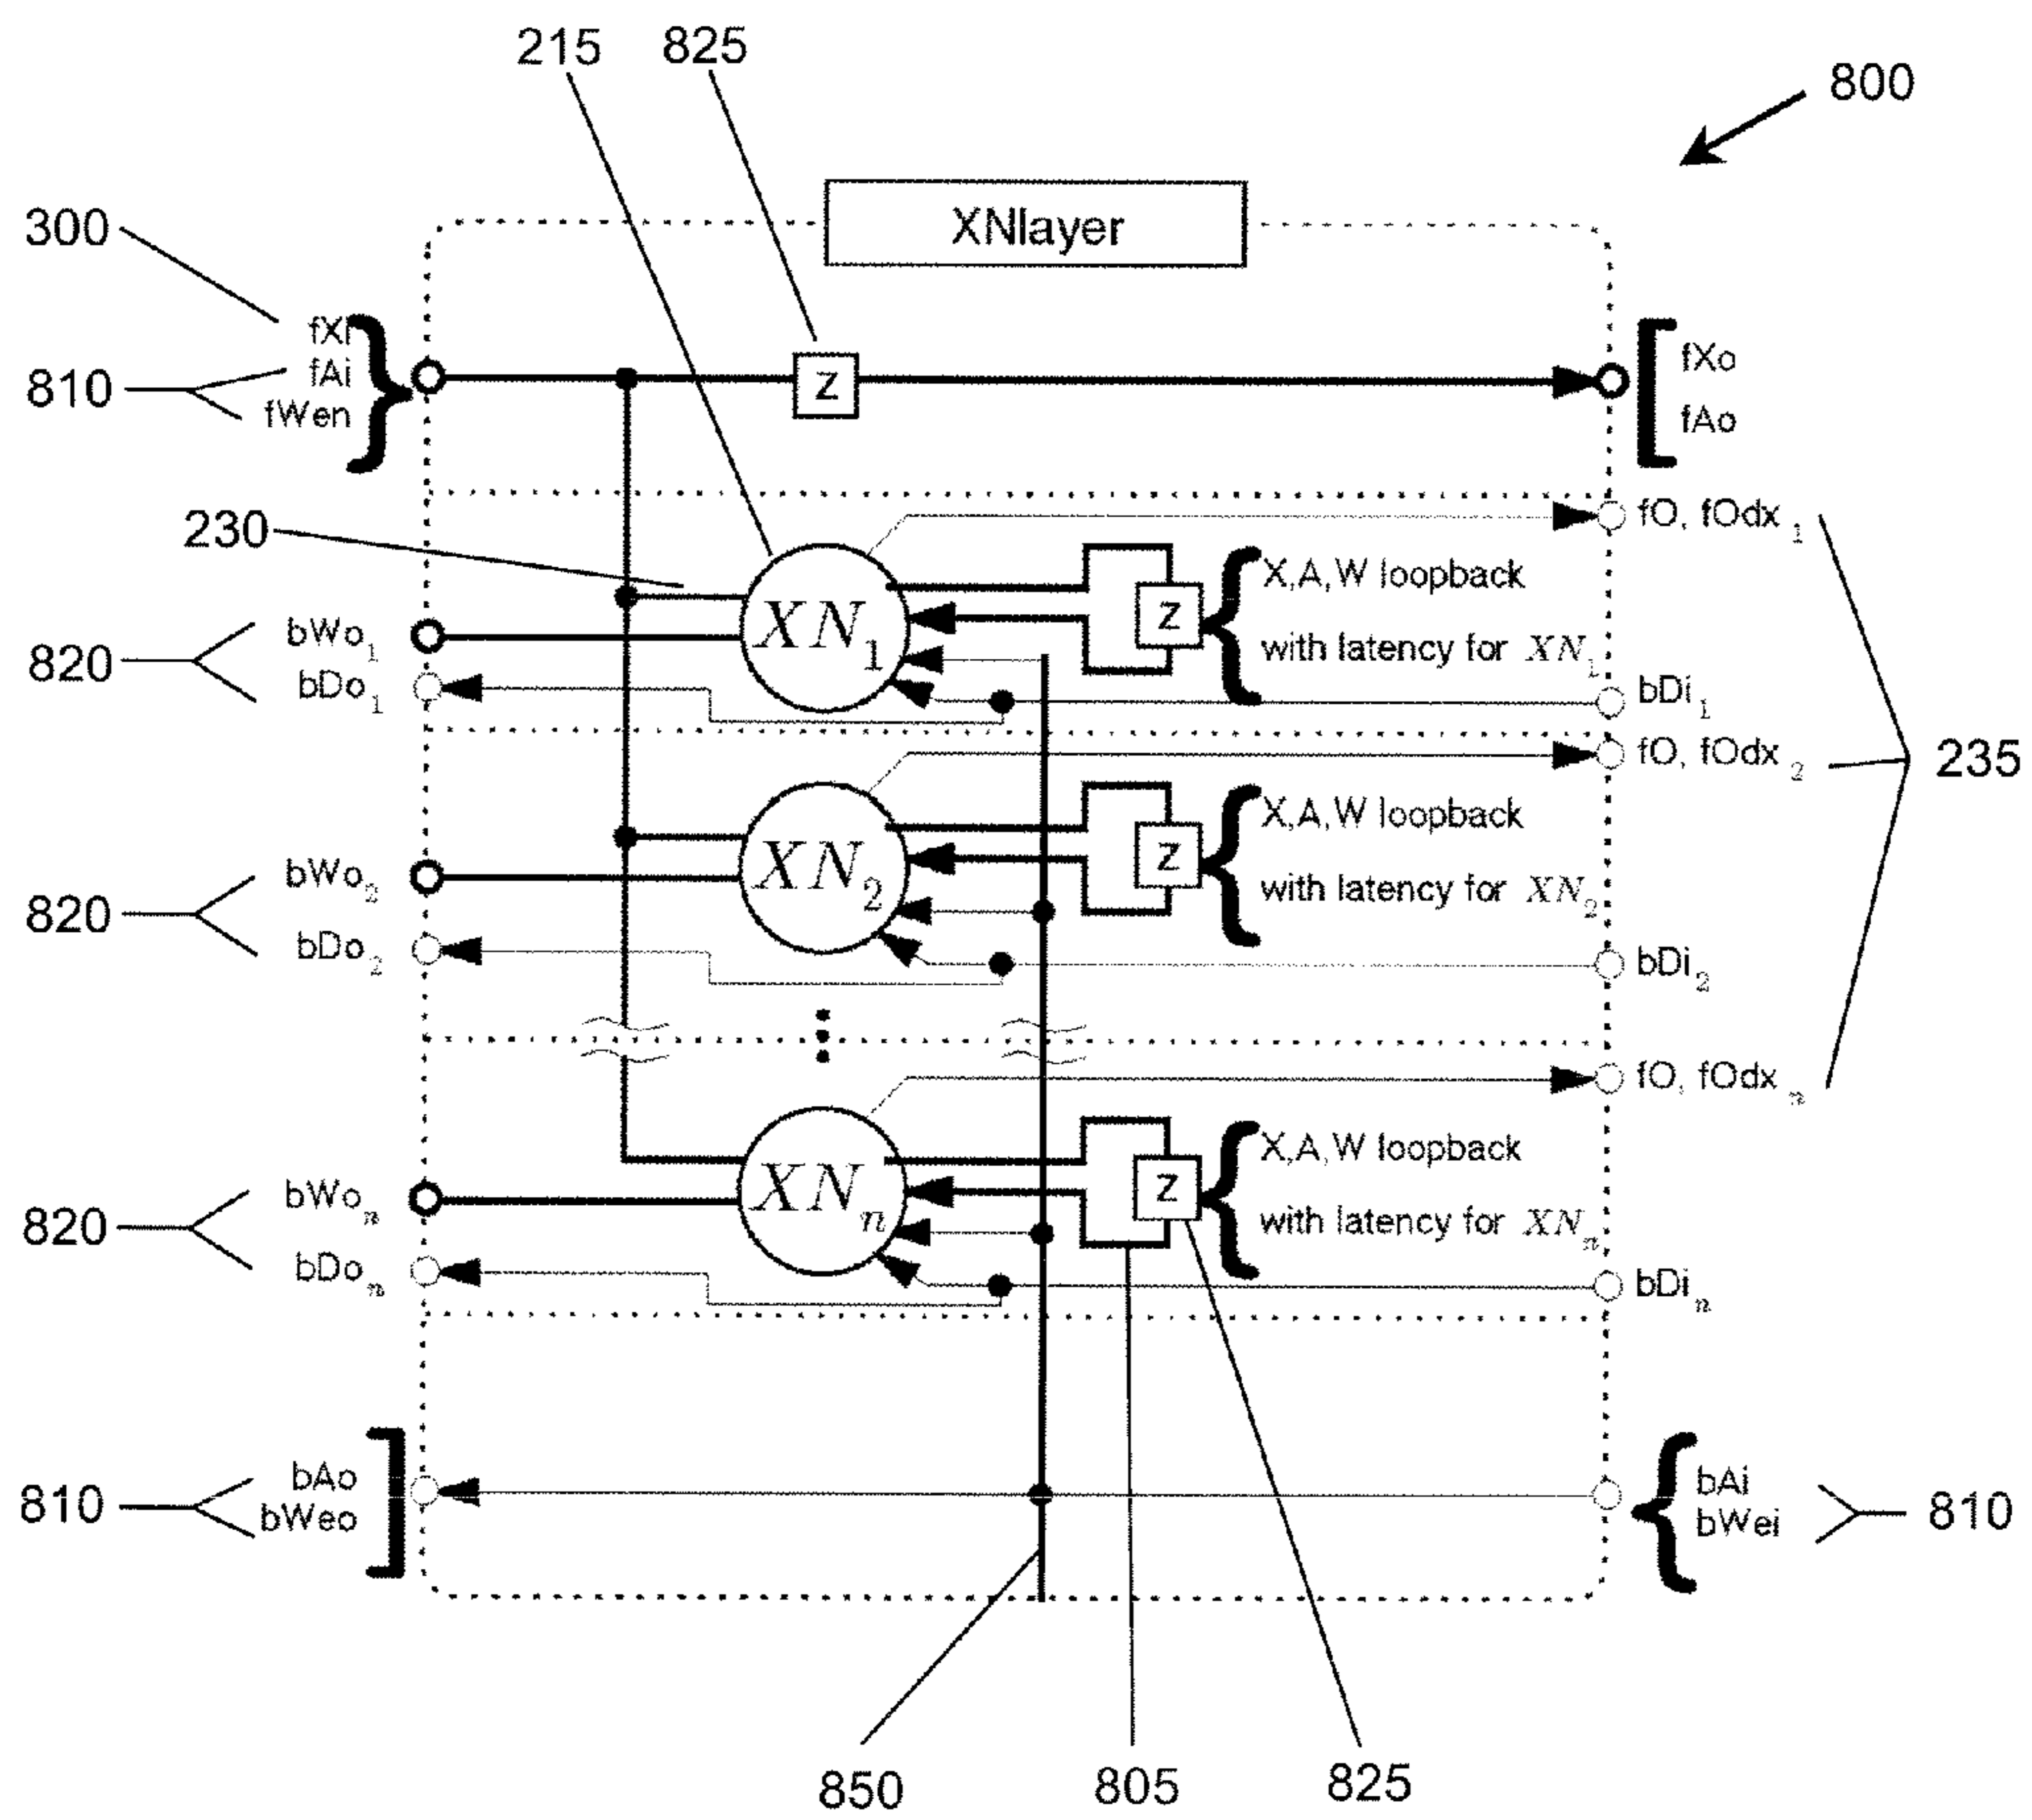 215
825
800
XNlayer
300
fXi
fAi
fWen
810
z
fXo
fAo
230
fO, fOdx 1
XN1
z
X,A,W loopback
with latency for XN1
bWo1
820
bDo1
bDi1
fO, fOdx 2
235
XN2
z
X,A,W loopback
with latency for XN2
bWo2
820
bDo2
bDi2
fO, fOdx n
XNn
z
X,A,W loopback
with latency for XNn
bWon
820
bDon
bDin
810
bAo
bWeo
bAi
bWei
810
850
805
825